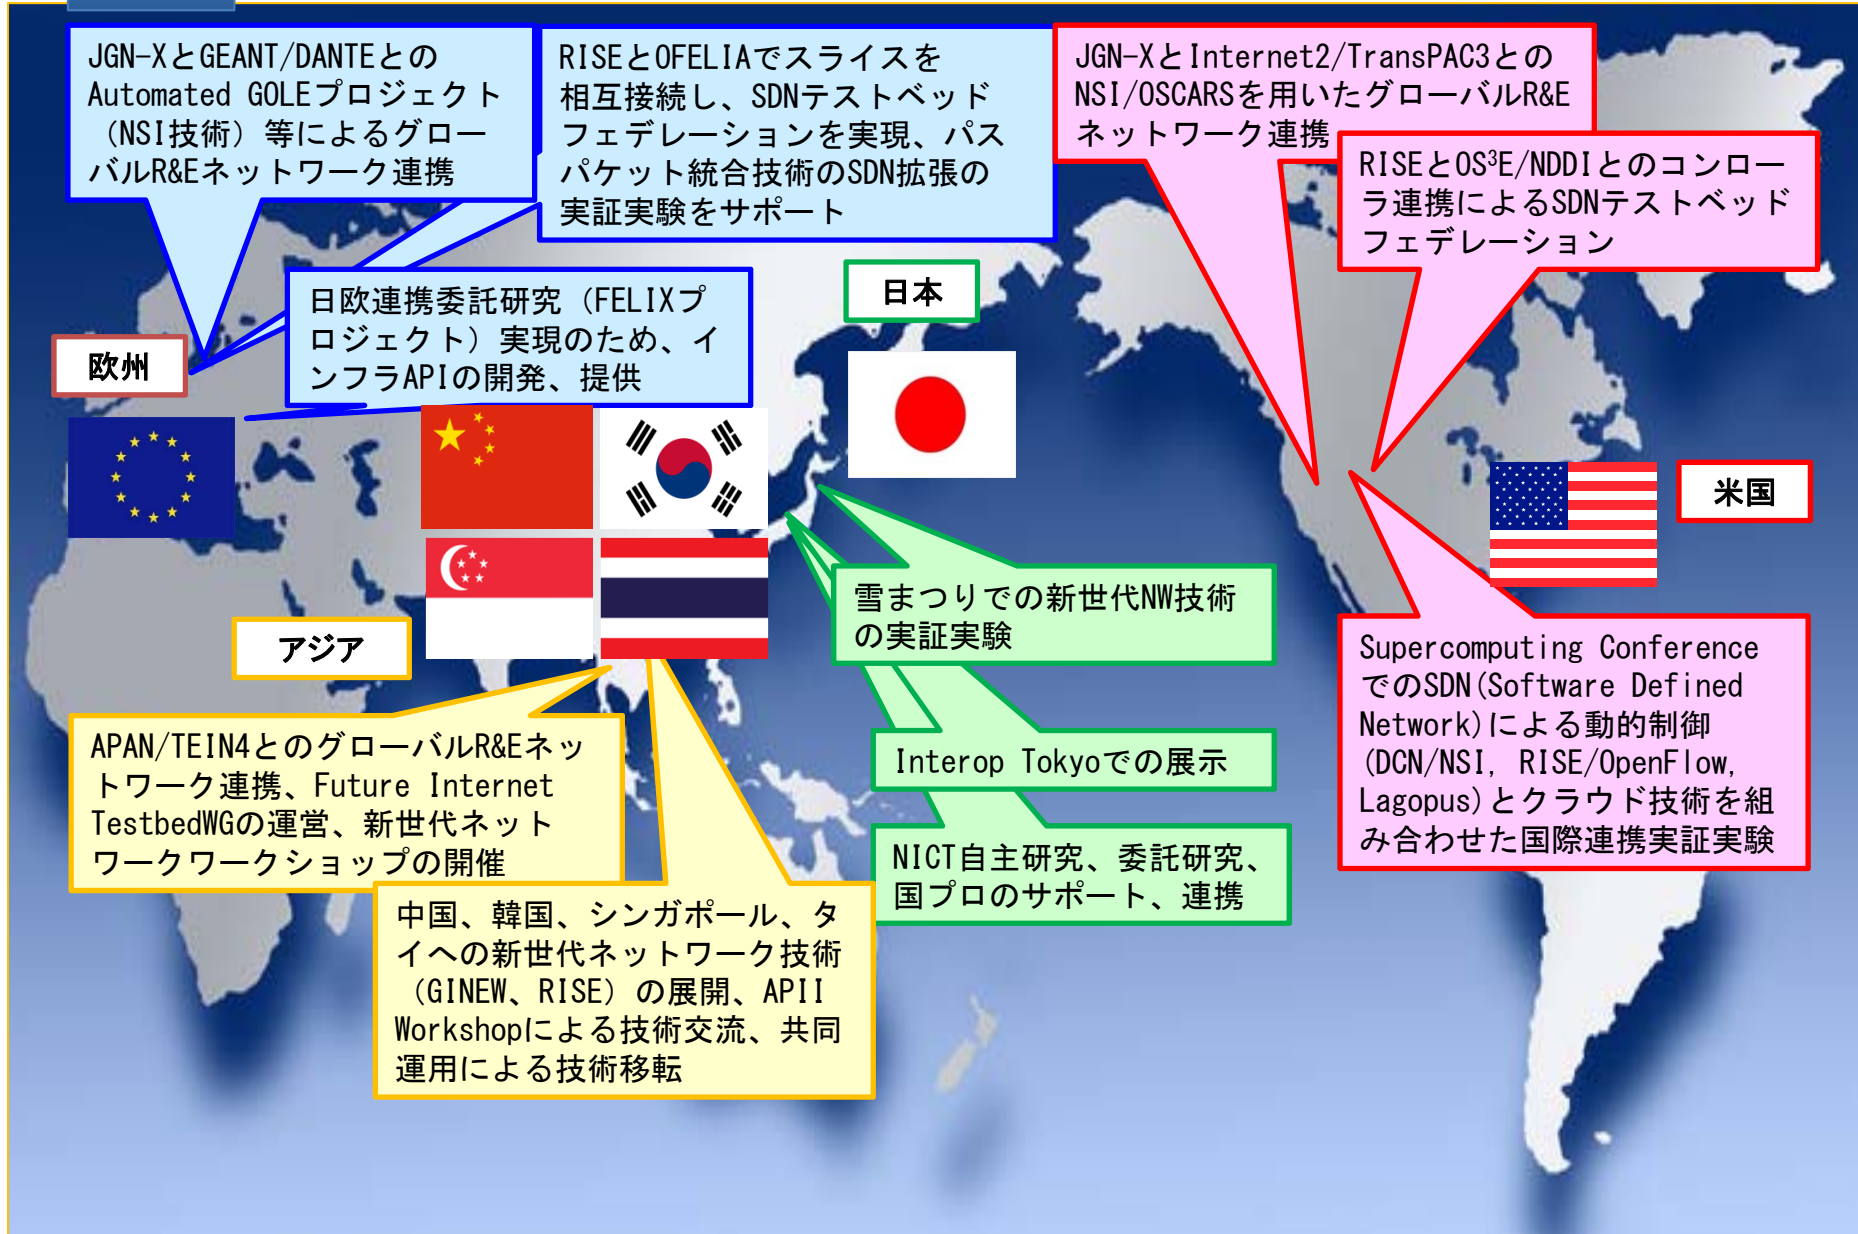 JGN-XとGEANT/DANTEとの
Automated GOLEプロジェクト
(NSI技術)等によるグロー
バルR&Eネットワーク連携
RISEとOFELIAでスライスを
相互接続し、SDNテストベッド
フェデレーションを実現、パス
パケット統合技術のSDN拡張の
実証実験をサポート
JGN-XとInternet2/TransPAC3との
NSI/OSCARSを用いたグローバルR&E
ネットワーク連携
RISEとOS³E/NDDIとのコンロー
ラ連携によるSDNテストベッド
フェデレーション
日欧連携委託研究(FELIXプ
ロジェクト)実現のため、イ
ンフラAPIの開発、提供
日本
欧州
米国
雪まつりでの新世代NW技術
の実証実験
アジア
Supercomputing Conference
でのSDN(Software Defined
Network)による動的制御
(DCN/NSI, RISE/OpenFlow,
Lagopus)とクラウド技術を組
み合わせた国際連携実証実験
APAN/TEIN4とのグローバルR&Eネッ
トワーク連携、Future Internet
TestbedWGの運営、新世代ネット
ワークワークショップの開催
Interop Tokyoでの展示
NICT自主研究、委託研究、
国プロのサポート、連携
中国、韓国、シンガポール、タ
イへの新世代ネットワーク技術
(GINEW、RISE)の展開、APII
Workshopによる技術交流、共同
運用による技術移転